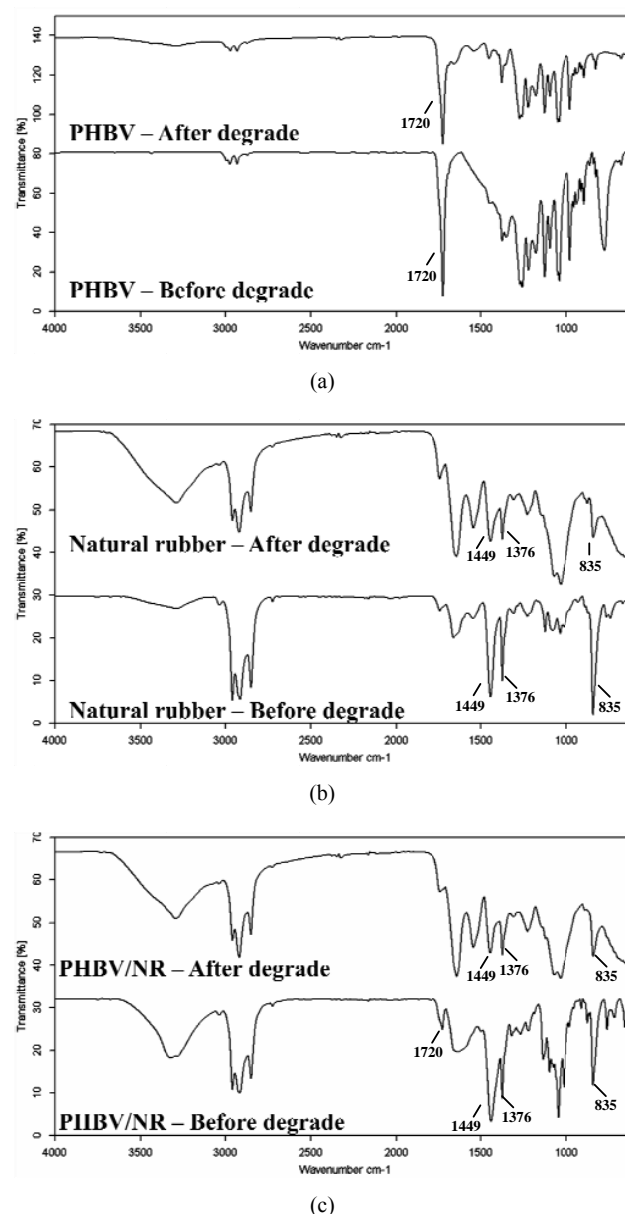 140
120
100
80
60
40
20
0
Transmittance [%]
Transmittance [%]
1720
PHBV – After degrade
1720
PHBV – Before degrade
4000 3500 3000 2500 2000 1500 1000
Wavenumber cm-1
(a)
70
60
50
40
30
20
10
0
Transmittance [%]
Transmittance [%]
Natural rubber – After degrade
1449 1376 835
Natural rubber – Before degrade
1449 1376 835
4000 3500 3000 2500 2000 1500 1000
Wavenumber cm-1
(b)
70
60
50
40
30
20
10
0
Transmittance [%]
Transmittance [%]
PHBV/NR – After degrade
1449 1376 835
1720
PHBV/NR – Before degrade
1449 1376 835
4000 3500 3000 2500 2000 1500 1000
Wavenumber cm-1
(c)